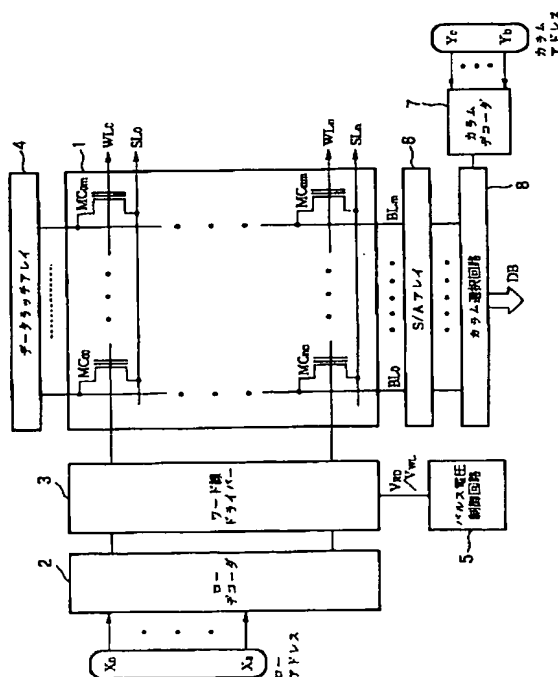 4
データラッチアレイ
1
MC00
MC0m
WL0
SL0
MCn0
MCnm
WLn
SLn
BL0
BLm
3
ワード線
ドライバー
2
ロー
デコーダ
X0
Xa
ロー
アドレス
VRD
/VWL
パルス電圧
制御回路
5
S/Aアレイ
6
カラム選択回路
8
DB
7
カラム
デコーダ
Yc
Yb
カラム
アドレス